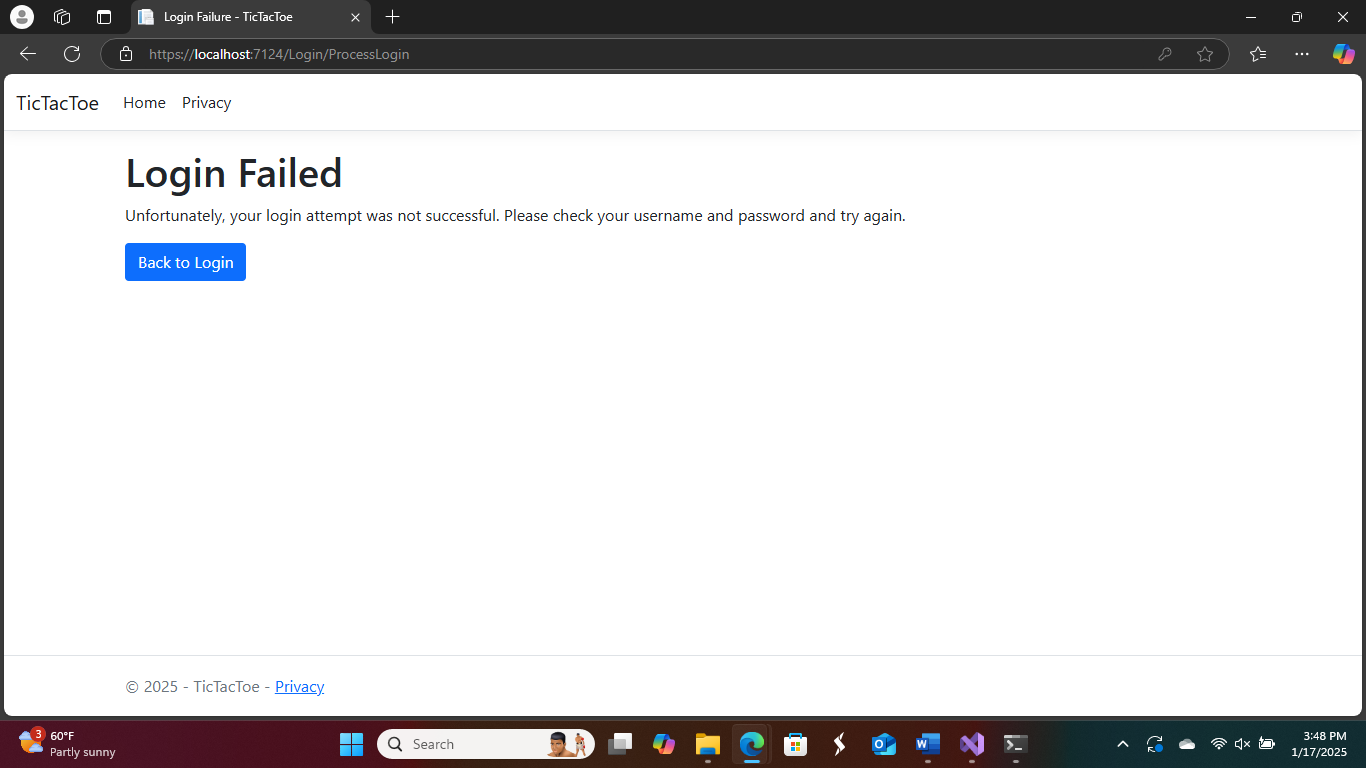 Login Failure - TicTacToe
https://localhost:7124/Login/ProcessLogin
TicTacToe Home Privacy
Login Failed
Unfortunately, your login attempt was not successful. Please check your username and password and try again.
Back to Login
© 2025 - TicTacToe - Privacy
3
60°F
Partly sunny
Search
3:48 PM
1/17/2025